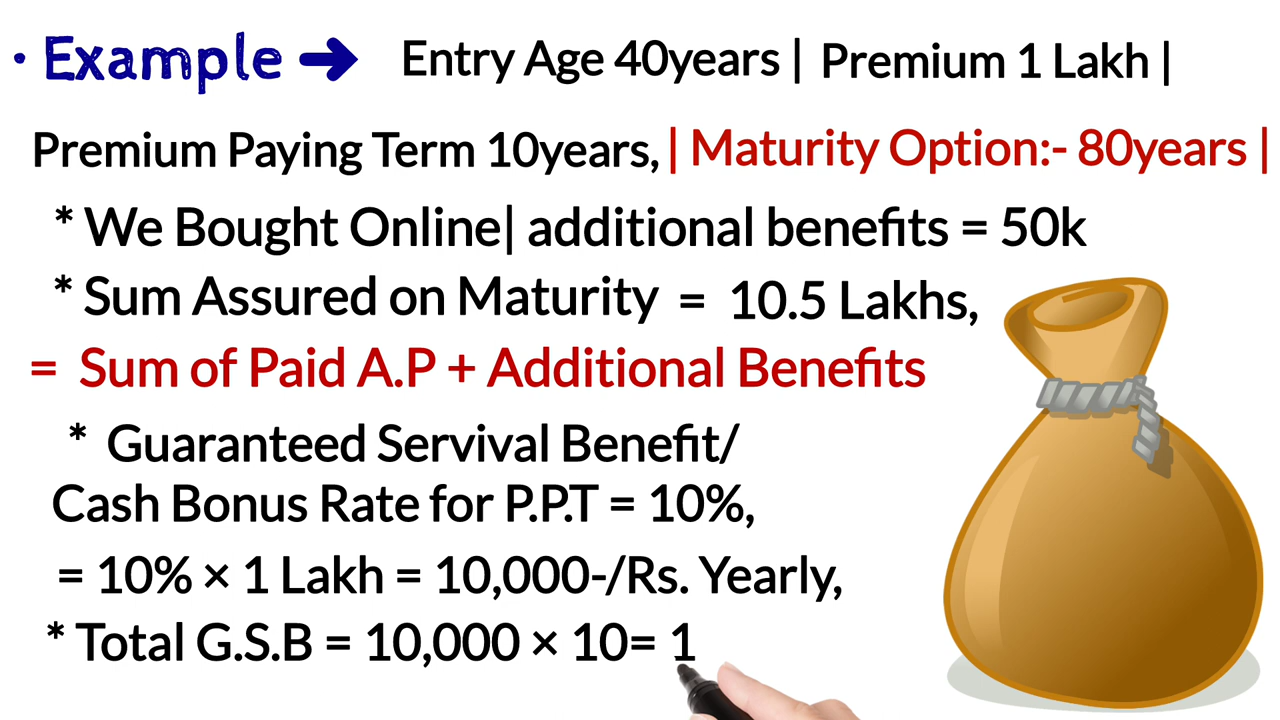 · Example ➔ Entry Age 40years | Premium 1 Lakh |
Premium Paying Term 10years, | Maturity Option:- 80years |
* We Bought Online| additional benefits = 50k
* Sum Assured on Maturity = 10.5 Lakhs,
= Sum of Paid A.P + Additional Benefits
* Guaranteed Servival Benefit/
Cash Bonus Rate for P.P.T = 10%,
= 10% × 1 Lakh = 10,000-/Rs. Yearly,
* Total G.S.B = 10,000 × 10= 1